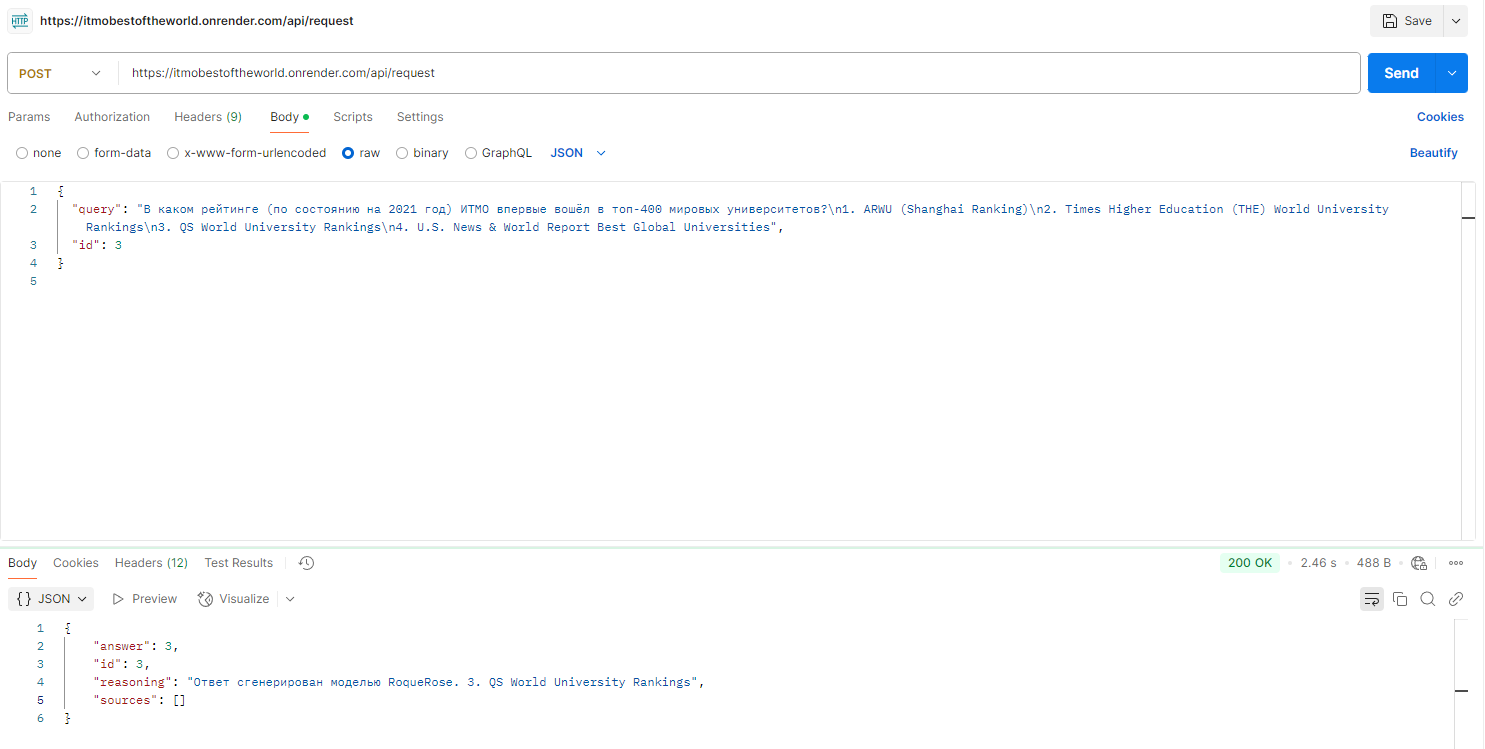 HTTP https://itmobestoftheworld.onrender.com/api/request Save
POST https://itmobestoftheworld.onrender.com/api/request Send
Params Authorization Headers (9) Body Scripts Settings Cookies
none form-data x-www-form-urlencoded raw binary GraphQL JSON Beautify
1 {
2 "query": "В каком рейтинге (по состоянию на 2021 год) ИТМО впервые вошёл в топ-400 мировых университетов?\n1. ARWU (Shanghai Ranking)\n2. Times Higher Education (THE) World University
Rankings\n3. QS World University Rankings\n4. U.S. News & World Report Best Global Universities",
3 "id": 3
4 }
5
Body Cookies Headers (12) Test Results 200 OK • 2.46 s • 488 B •
{} JSON Preview Visualize
1 {
2 "answer": 3,
3 "id": 3,
4 "reasoning": "Ответ сгенерирован моделью RoqueRose. 3. QS World University Rankings",
5 "sources": []
6 }